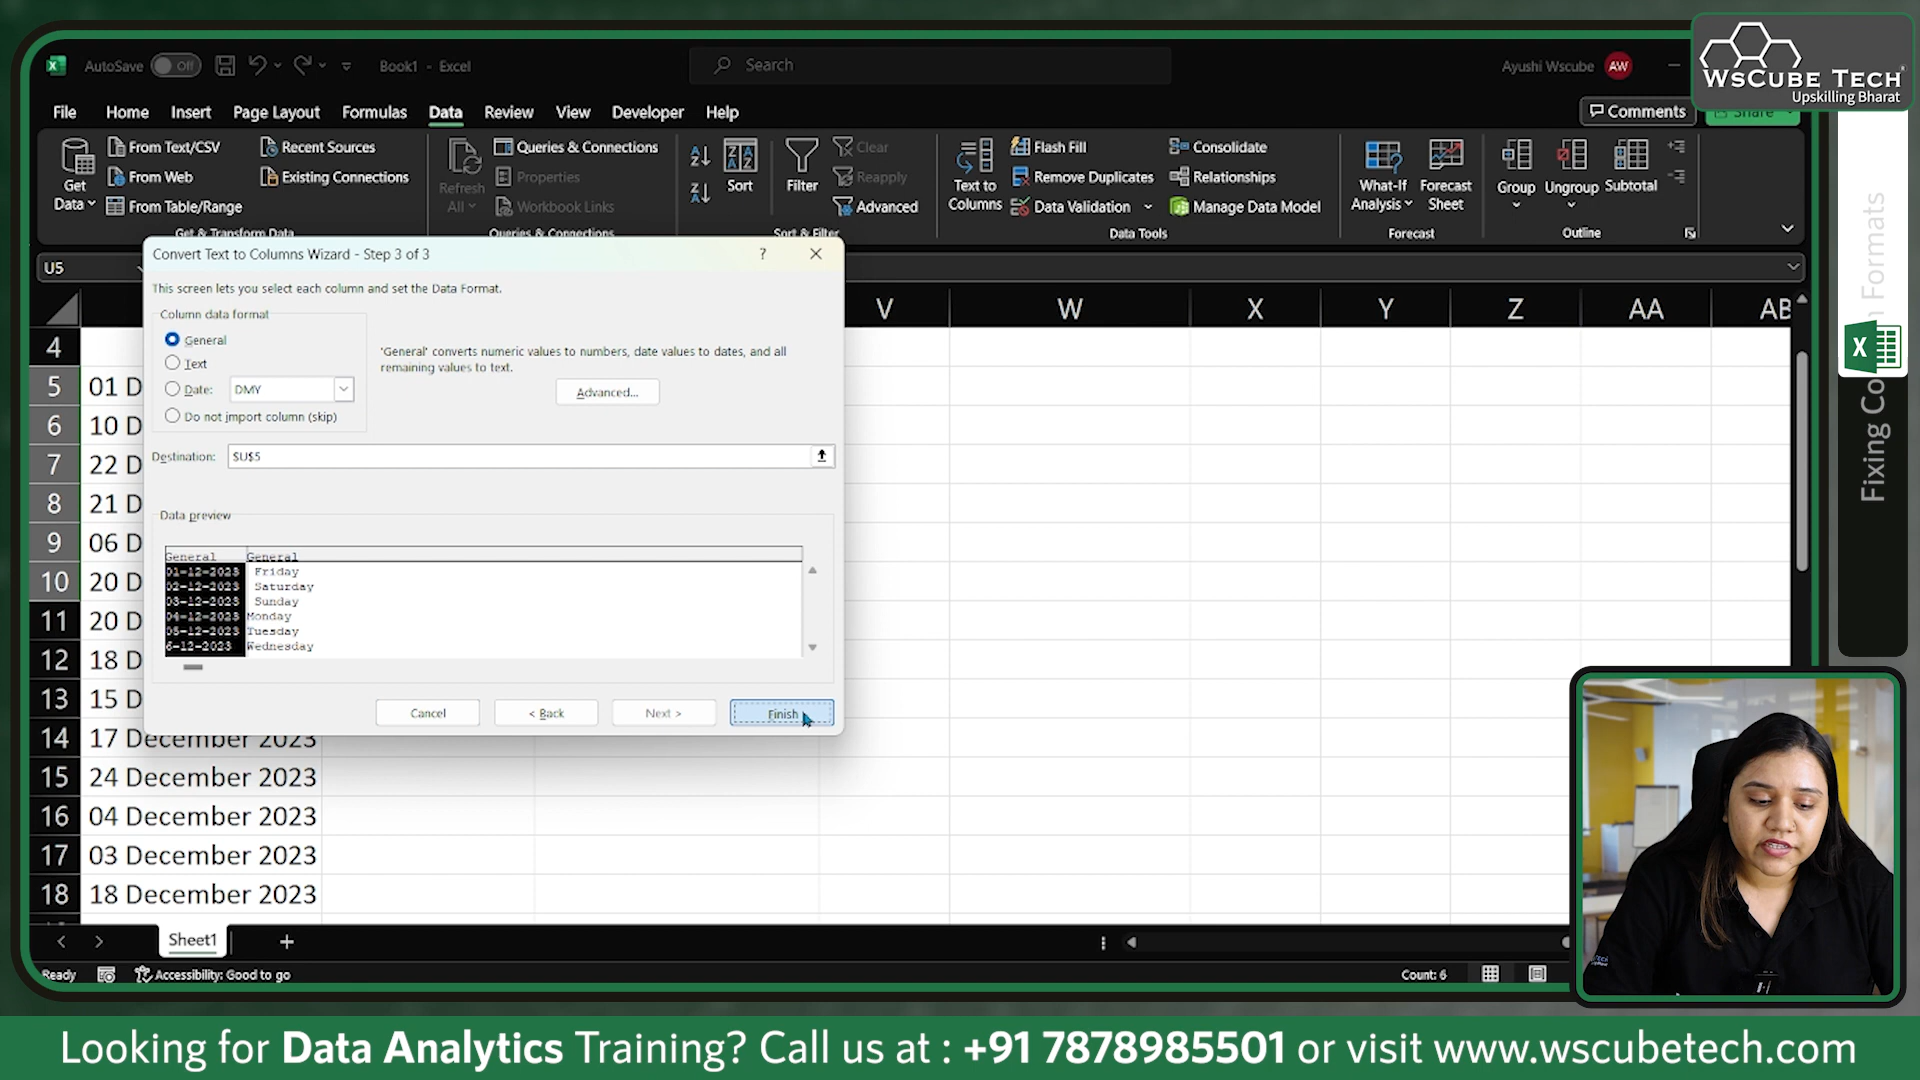 WsCube Tech
Upskilling Bharat
AutoSave Off Book1 - Excel Search Ayushi Wscube AW
File Home Insert Page Layout Formulas Data Review View Developer Help Comments Share
Get Data
From Text/CSV
From Web
From Table/Range
Recent Sources
Existing Connections
Get & Transform Data
Refresh All
Queries & Connections
Properties
Workbook Links
Queries & Connections
Sort
Filter
Clear
Reapply
Advanced
Sort & Filter
Text to Columns
Flash Fill
Remove Duplicates
Data Validation
Consolidate
Relationships
Manage Data Model
Data Tools
What-If Analysis
Forecast Sheet
Forecast
Group
Ungroup
Subtotal
Outline
U5
Convert Text to Columns Wizard - Step 3 of 3 ?
This screen lets you select each column and set the Data Format.
Column data format
General
Text
Date: DMY
Do not import column (skip)
'General' converts numeric values to numbers, date values to dates, and all
remaining values to text.
Advanced...
Destination: $U$5
Data preview
General General
01-12-2023 Friday
02-12-2023 Saturday
03-12-2023 Sunday
04-12-2023 Monday
05-12-2023 Tuesday
6-12-2023 Wednesday
Cancel < Back Next > Finish
V W X Y Z AA AB
4
5 01 D
6 10 D
7 22 D
8 21 D
9 06 D
10 20 D
11 20 D
12 18 D
13 15 D
14 17 December 2023
15 24 December 2023
16 04 December 2023
17 03 December 2023
18 18 December 2023
Sheet1
Ready Accessibility: Good to go Count: 6
Fixing Co
Formats
Looking for Data Analytics Training? Call us at : +91 7878985501 or visit www.wscubetech.com